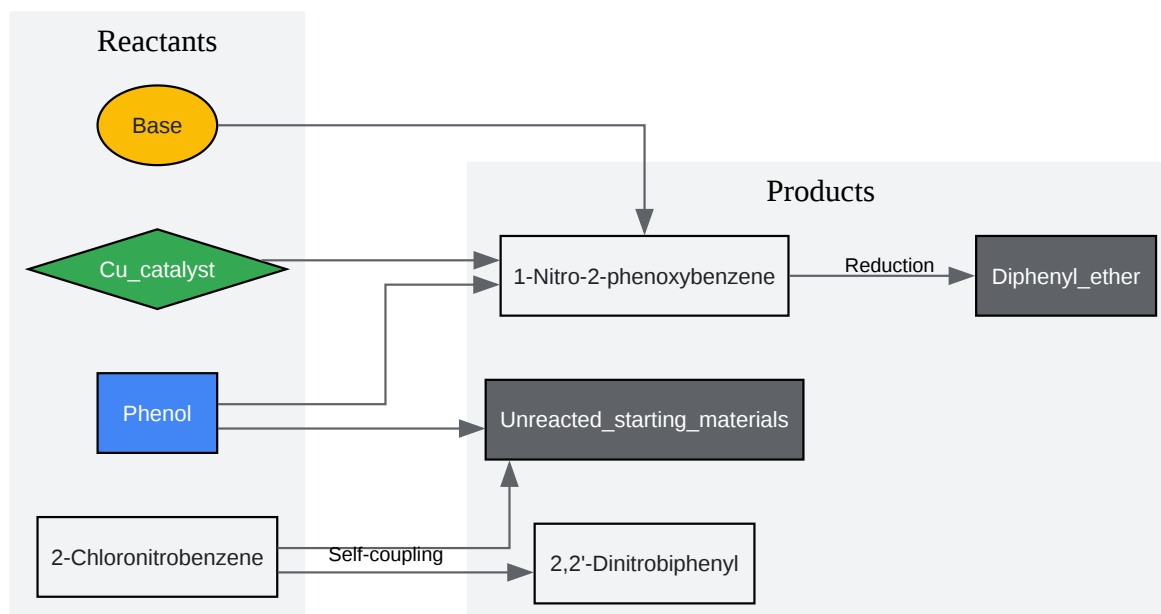 Reactants
Base
Products
Cu_catalyst
1-Nitro-2-phenoxybenzene
Reduction
Diphenyl_ether
Phenol
Unreacted_starting_materials
2-Chloronitrobenzene
Self-coupling
2,2'-Dinitrobiphenyl